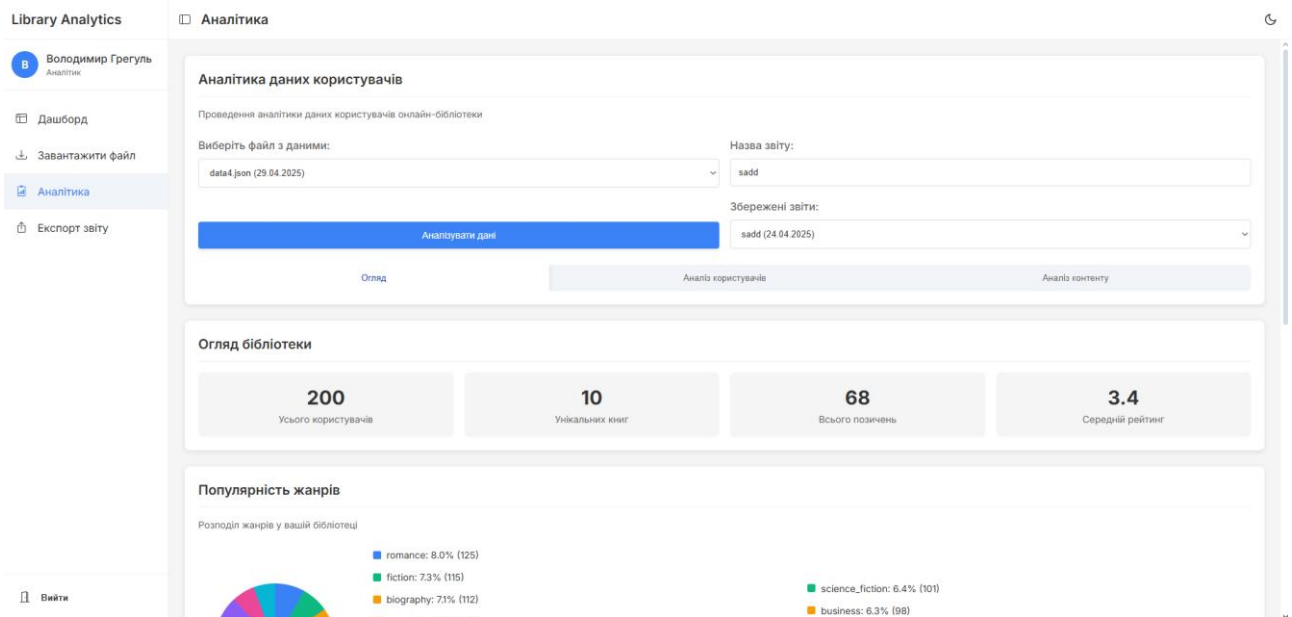 Library Analytics
Аналітика
В
Володимир Грегуль
Аналітик
Дашборд
Завантажити файл
Аналітика
Експорт звіту
Вийти
Аналітика даних користувачів
Проведення аналітики даних користувачів онлайн-бібліотеки
Виберіть файл з даними:
data4.json (29.04.2025)
Назва звіту:
sadd
Аналізувати дані
Збережені звіти:
sadd (24.04.2025)
Огляд
Аналіз користувачів
Аналіз контенту
Огляд бібліотеки
200
Усього користувачів
10
Унікальних книг
68
Всього позичень
3.4
Середній рейтинг
Популярність жанрів
Розподіл жанрів у вашій бібліотеці
romance: 8.0% (125)
fiction: 7.3% (115)
biography: 7.1% (112)
science_fiction: 6.4% (101)
business: 6.3% (98)